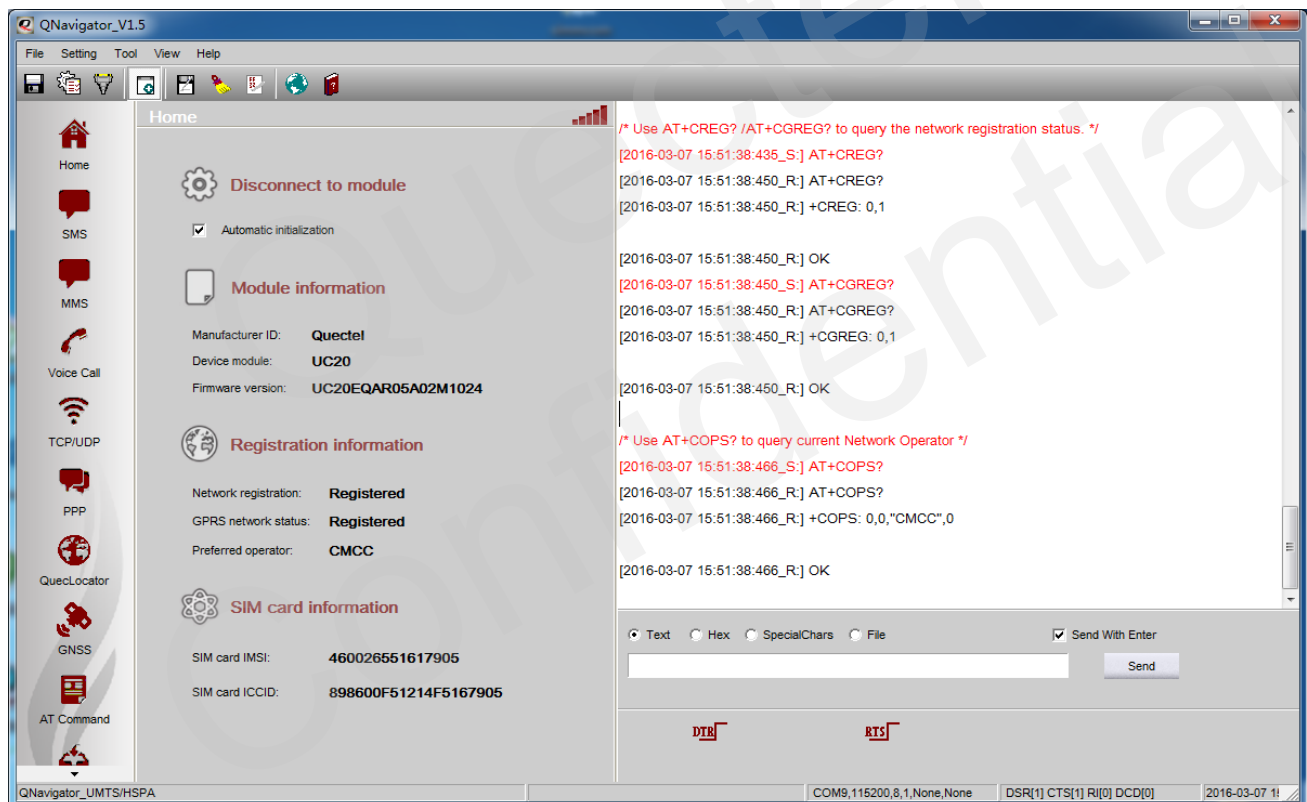 QNavigator_V1.5
File Setting Tool View Help
Home
SMS
MMS
Voice Call
TCP/UDP
PPP
QuecLocator
GNSS
AT Command
Home
Disconnect to module
Automatic initialization
Module information
Manufacturer ID: Quectel
Device module: UC20
Firmware version: UC20EQAR05A02M1024
Registration information
Network registration: Registered
GPRS network status: Registered
Preferred operator: CMCC
SIM card information
SIM card IMSI: 460026551617905
SIM card ICCID: 898600F51214F5167905
/* Use AT+CREG? /AT+CGREG? to query the network registration status. */
[2016-03-07 15:51:38:435_S:] AT+CREG?
[2016-03-07 15:51:38:450_R:] AT+CREG?
[2016-03-07 15:51:38:450_R:] +CREG: 0,1
[2016-03-07 15:51:38:450_R:] OK
[2016-03-07 15:51:38:450_S:] AT+CGREG?
[2016-03-07 15:51:38:450_R:] AT+CGREG?
[2016-03-07 15:51:38:450_R:] +CGREG: 0,1
[2016-03-07 15:51:38:450_R:] OK
/* Use AT+COPS? to query current Network Operator */
[2016-03-07 15:51:38:466_S:] AT+COPS?
[2016-03-07 15:51:38:466_R:] AT+COPS?
[2016-03-07 15:51:38:466_R:] +COPS: 0,0,"CMCC",0
[2016-03-07 15:51:38:466_R:] OK
Text Hex SpecialChars File Send With Enter
Send
DTR RTS
QNavigator_UMTS/HSPA COM9,115200,8,1,None,None DSR[1] CTS[1] RI[0] DCD[0] 2016-03-07
Quectel
Confidential